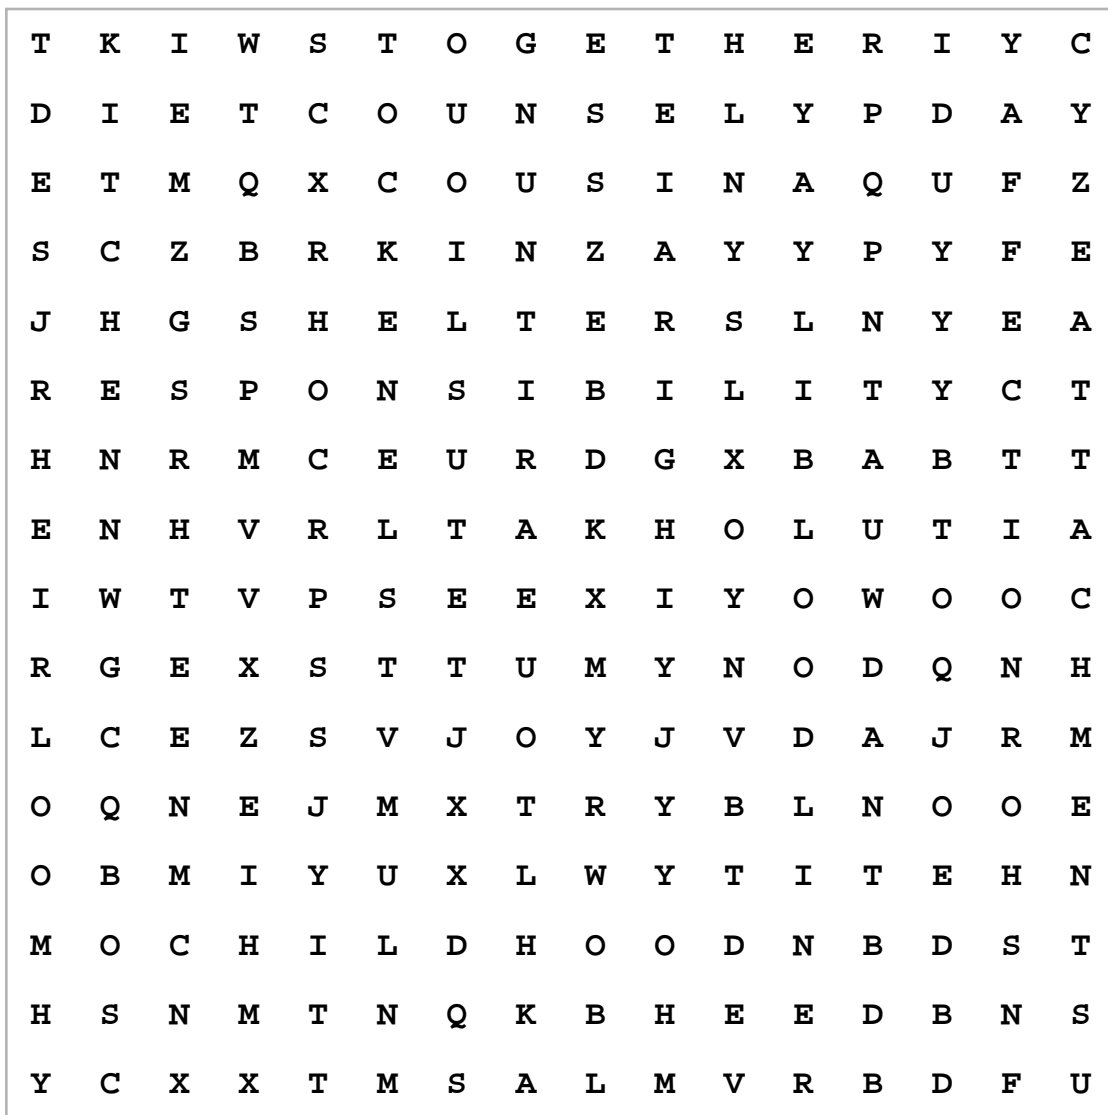 T K I W S T O G E T H E R I Y C
D I E T C O U N S E L Y P D A Y
E T M Q X C O U S I N A Q U F Z
S C Z B R K I N Z A Y Y P Y F E
J H G S H E L T E R S L N Y E A
R E S P O N S I B I L I T Y C T
H N R M C E U R D G X B A B T T
E N H V R L T A K H O L U T I A
I W T V P S E E X I Y O W O O C
R G E X S T T U M Y N O D Q N H
L C E Z S V J O Y J V D A J R M
O Q N E J M X T R Y B L N O O E
O B M I Y U X L W Y T I T E H N
M O C H I L D H O O D N B D S T
H S N M T N Q K B H E E D B N S
Y C X X T M S A L M V R B D F U